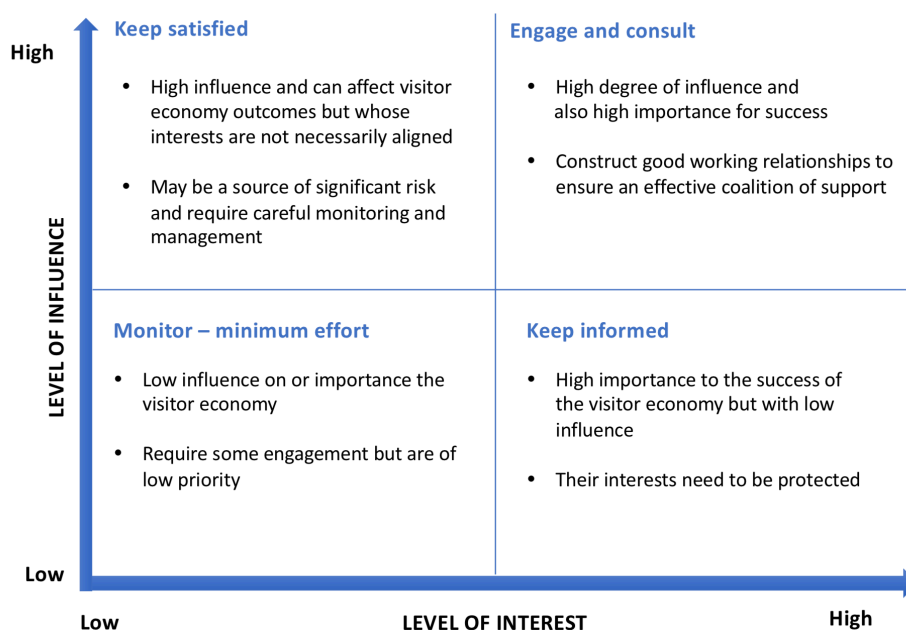 High
Keep satisfied
• High influence and can affect visitor
economy outcomes but whose
interests are not necessarily aligned
• May be a source of significant risk
and require careful monitoring and
management
Engage and consult
• High degree of influence and
also high importance for success
• Construct good working relationships to
ensure an effective coalition of support
LEVEL OF INFLUENCE
Monitor – minimum effort
• Low influence on or importance the
visitor economy
• Require some engagement but are of
low priority
Keep informed
• High importance to the success of
the visitor economy but with low
influence
• Their interests need to be protected
Low
Low
LEVEL OF INTEREST
High